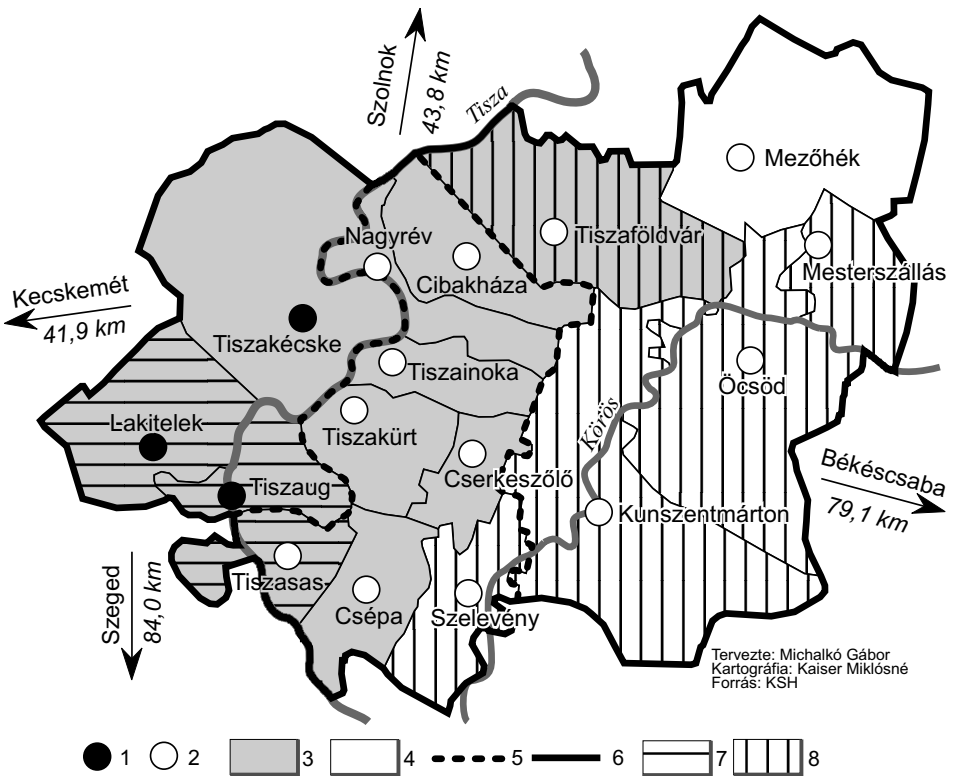 Szolnok
43,8 km
Tisza
Mezőhék
Nagyrév
Tiszaföldvár
Mesterszállás
Cibakháza
Kecskemét
41,9 km
Tiszakécske
Tiszainoka
Öcsöd
Lakitelek
Tiszakürt
Körös
Cserkeszőlő
Békéscsaba
79,1 km
Tiszaug
Kunszentmárton
Tiszasas
Szeged
84,0 km
Csépa
Szelevény
Tervezte: Michalkó Gábor
Kartográfia: Kaiser Miklósné
Forrás: KSH
1 2 3 4 5 6 7 8